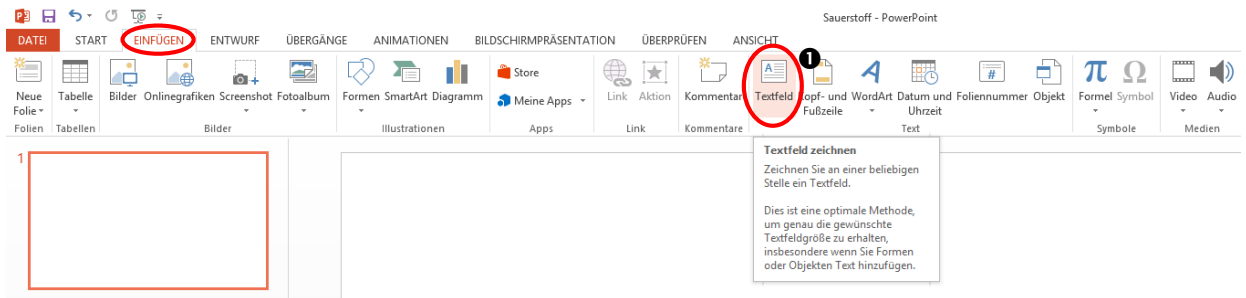 Sauerstoff - PowerPoint
DATEI START EINFÜGEN ENTWURF ÜBERGÄNGE ANIMATIONEN BILDSCHIRMPRÄSENTATION ÜBERPRÜFEN ANSICHT
❶
Neue Folie Tabelle Bilder Onlinegrafiken Screenshot Fotoalbum Formen SmartArt Diagramm Store Meine Apps Link Aktion Kommentar Textfeld Kopf- und Fußzeile WordArt Datum und Uhrzeit Foliennummer Objekt Formel Symbol Video Audio
Folien Tabellen Bilder Illustrationen Apps Link Kommentare Text Symbole Medien
1
Textfeld zeichnen
Zeichnen Sie an einer beliebigen
Stelle ein Textfeld.
Dies ist eine optimale Methode,
um genau die gewünschte
Textfeldgröße zu erhalten,
insbesondere wenn Sie Formen
oder Objekten Text hinzufügen.